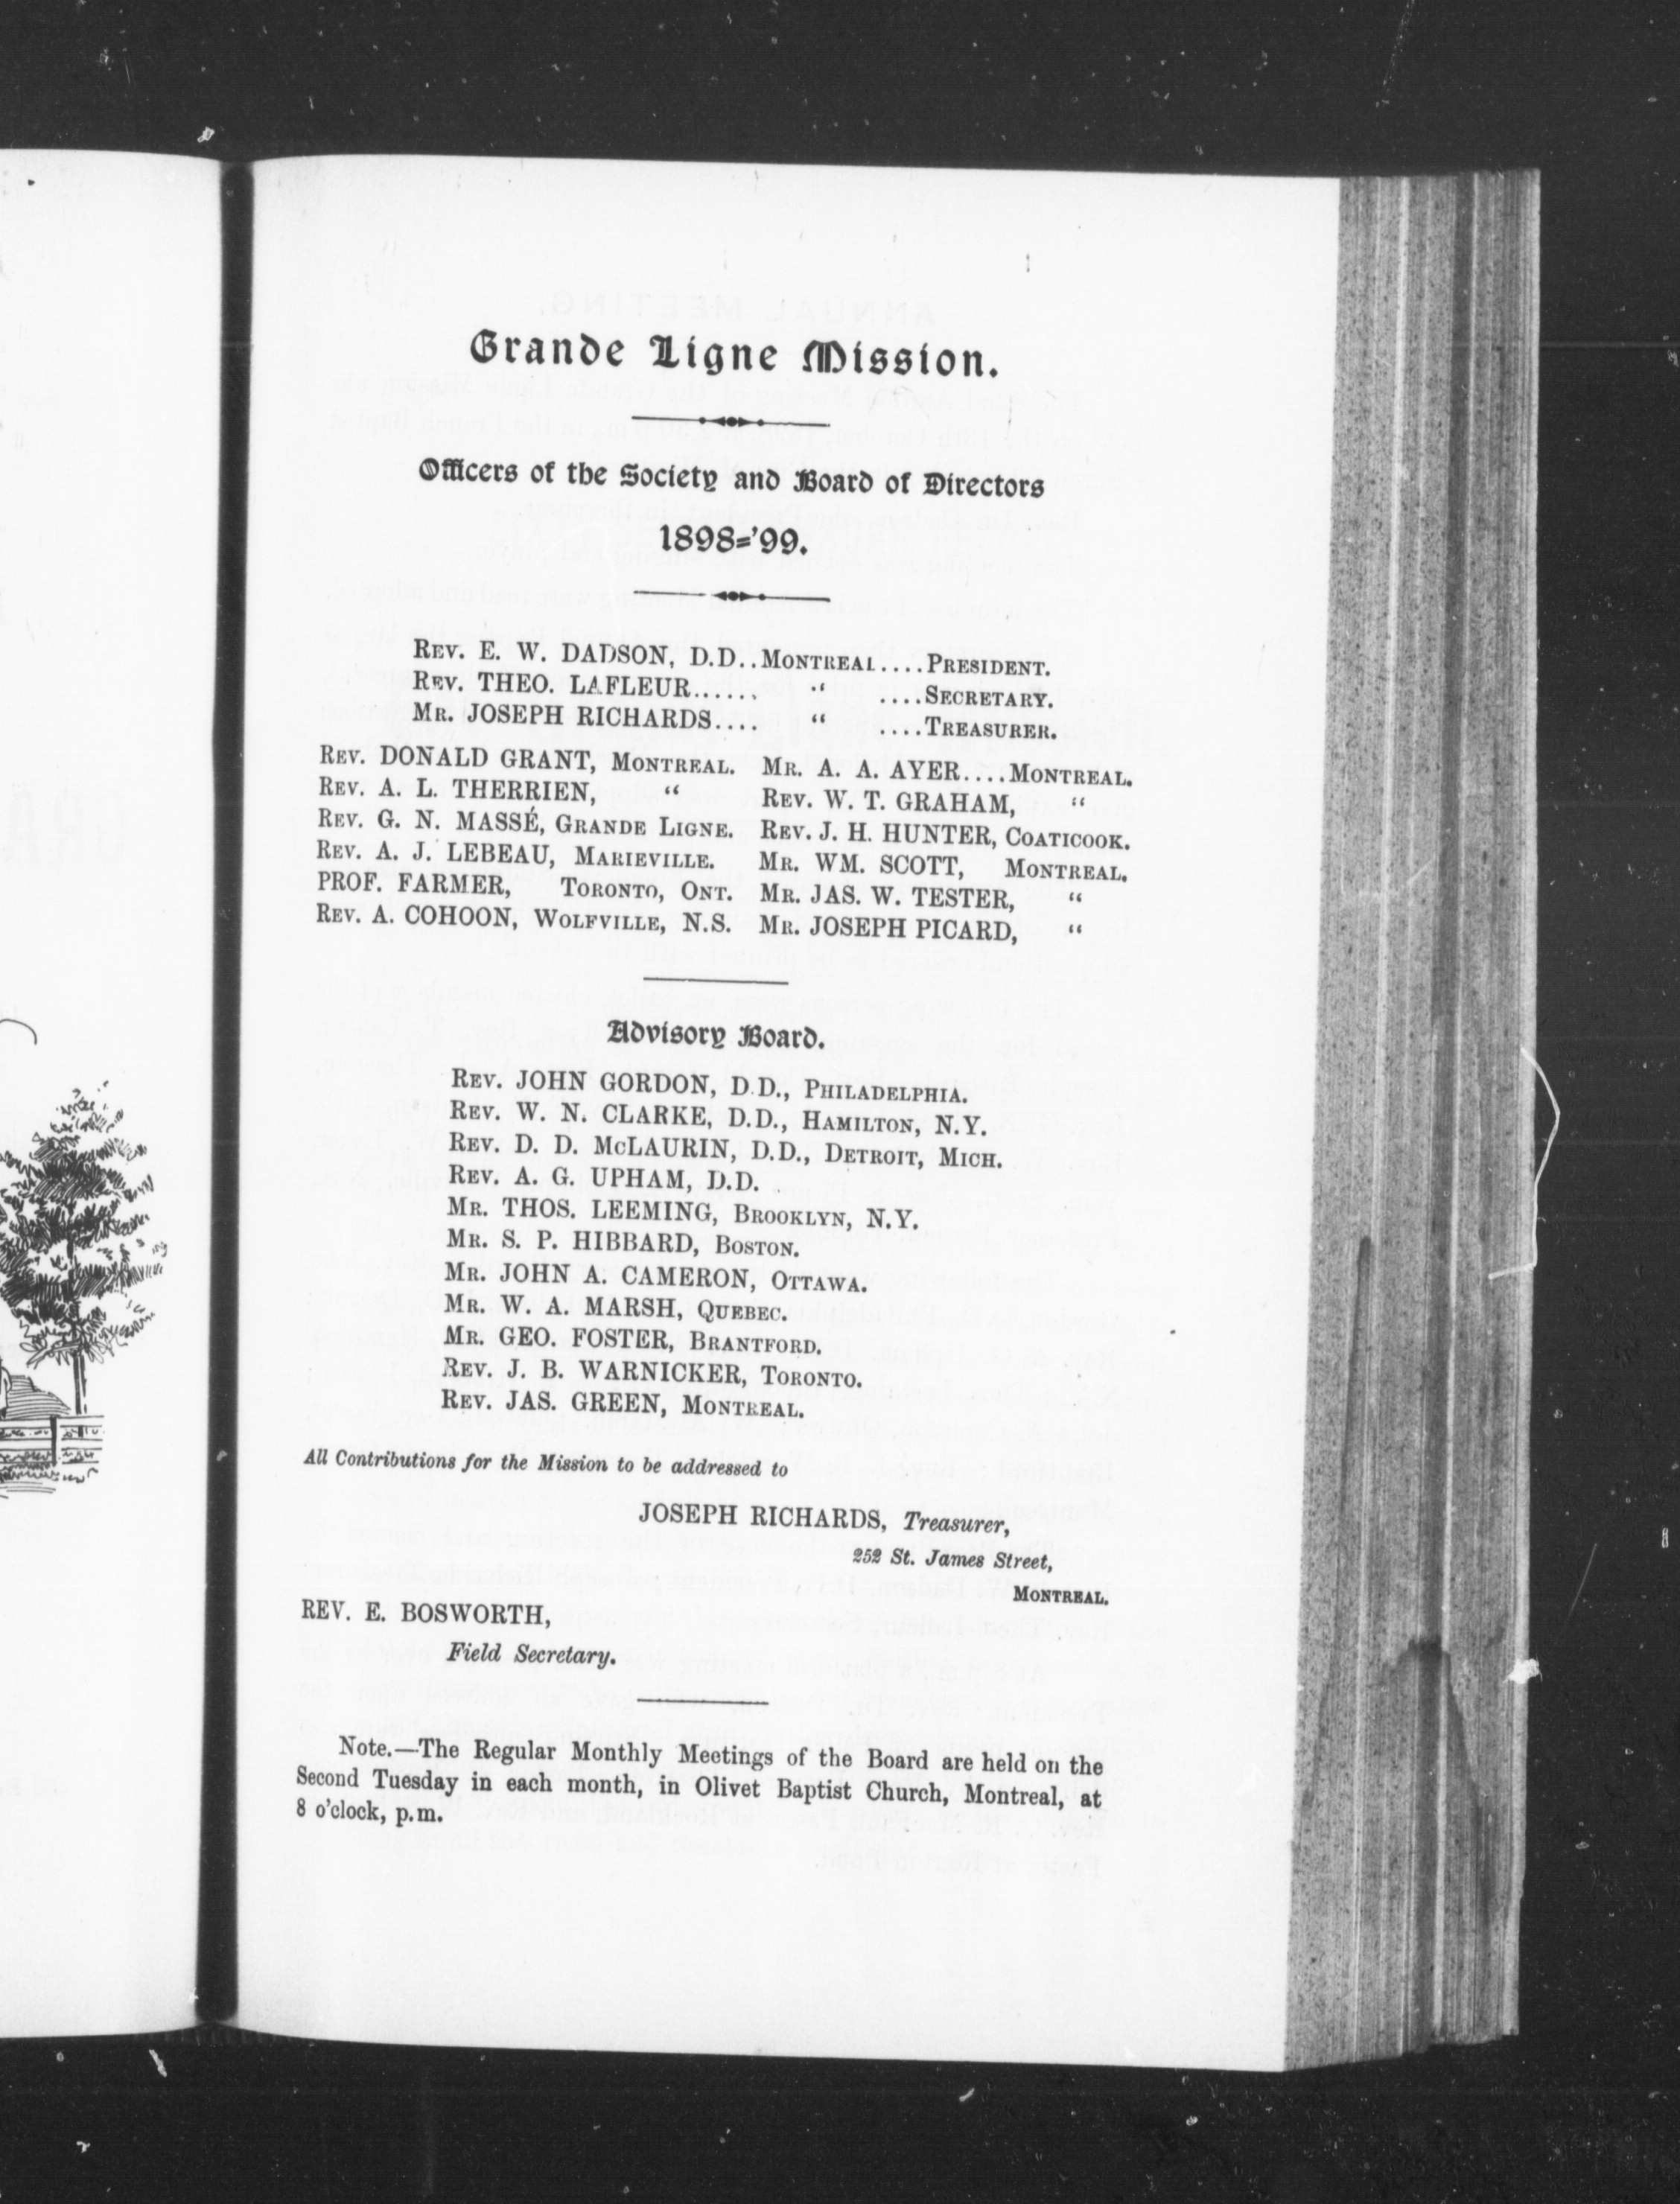 Grande Ligne Mission.
Officers of the Society and Board of Directors
1898-'99.
REV. E. W. DADSON, D.D..MONTREAL....PRESIDENT.
REV. THEO. LAFLEUR...... " ....SECRETARY.
MR. JOSEPH RICHARDS.... " ....TREASURER.
REV. DONALD GRANT, MONTREAL. MR. A. A. AYER....MONTREAL.
REV. A. L. THERRIEN, " REV. W. T. GRAHAM, "
REV. G. N. MASSÉ, GRANDE LIGNE. REV. J. H. HUNTER, COATICOOK.
REV. A. J. LEBEAU, MARIEVILLE. MR. WM. SCOTT, MONTREAL.
PROF. FARMER, TORONTO, ONT. MR. JAS. W. TESTER, "
REV. A. COHOON, WOLFVILLE, N.S. MR. JOSEPH PICARD, "
Advisory Board.
REV. JOHN GORDON, D.D., PHILADELPHIA.
REV. W. N. CLARKE, D.D., HAMILTON, N.Y.
REV. D. D. McLAURIN, D.D., DETROIT, MICH.
REV. A. G. UPHAM, D.D.
MR. THOS. LEEMING, BROOKLYN, N.Y.
MR. S. P. HIBBARD, BOSTON.
MR. JOHN A. CAMERON, OTTAWA.
MR. W. A. MARSH, QUEBEC.
MR. GEO. FOSTER, BRANTFORD.
REV. J. B. WARNICKER, TORONTO.
REV. JAS. GREEN, MONTREAL.
All Contributions for the Mission to be addressed to
JOSEPH RICHARDS, Treasurer,
252 St. James Street,
MONTREAL.
REV. E. BOSWORTH,
Field Secretary.
Note.—The Regular Monthly Meetings of the Board are held on the
Second Tuesday in each month, in Olivet Baptist Church, Montreal, at
8 o'clock, p.m.